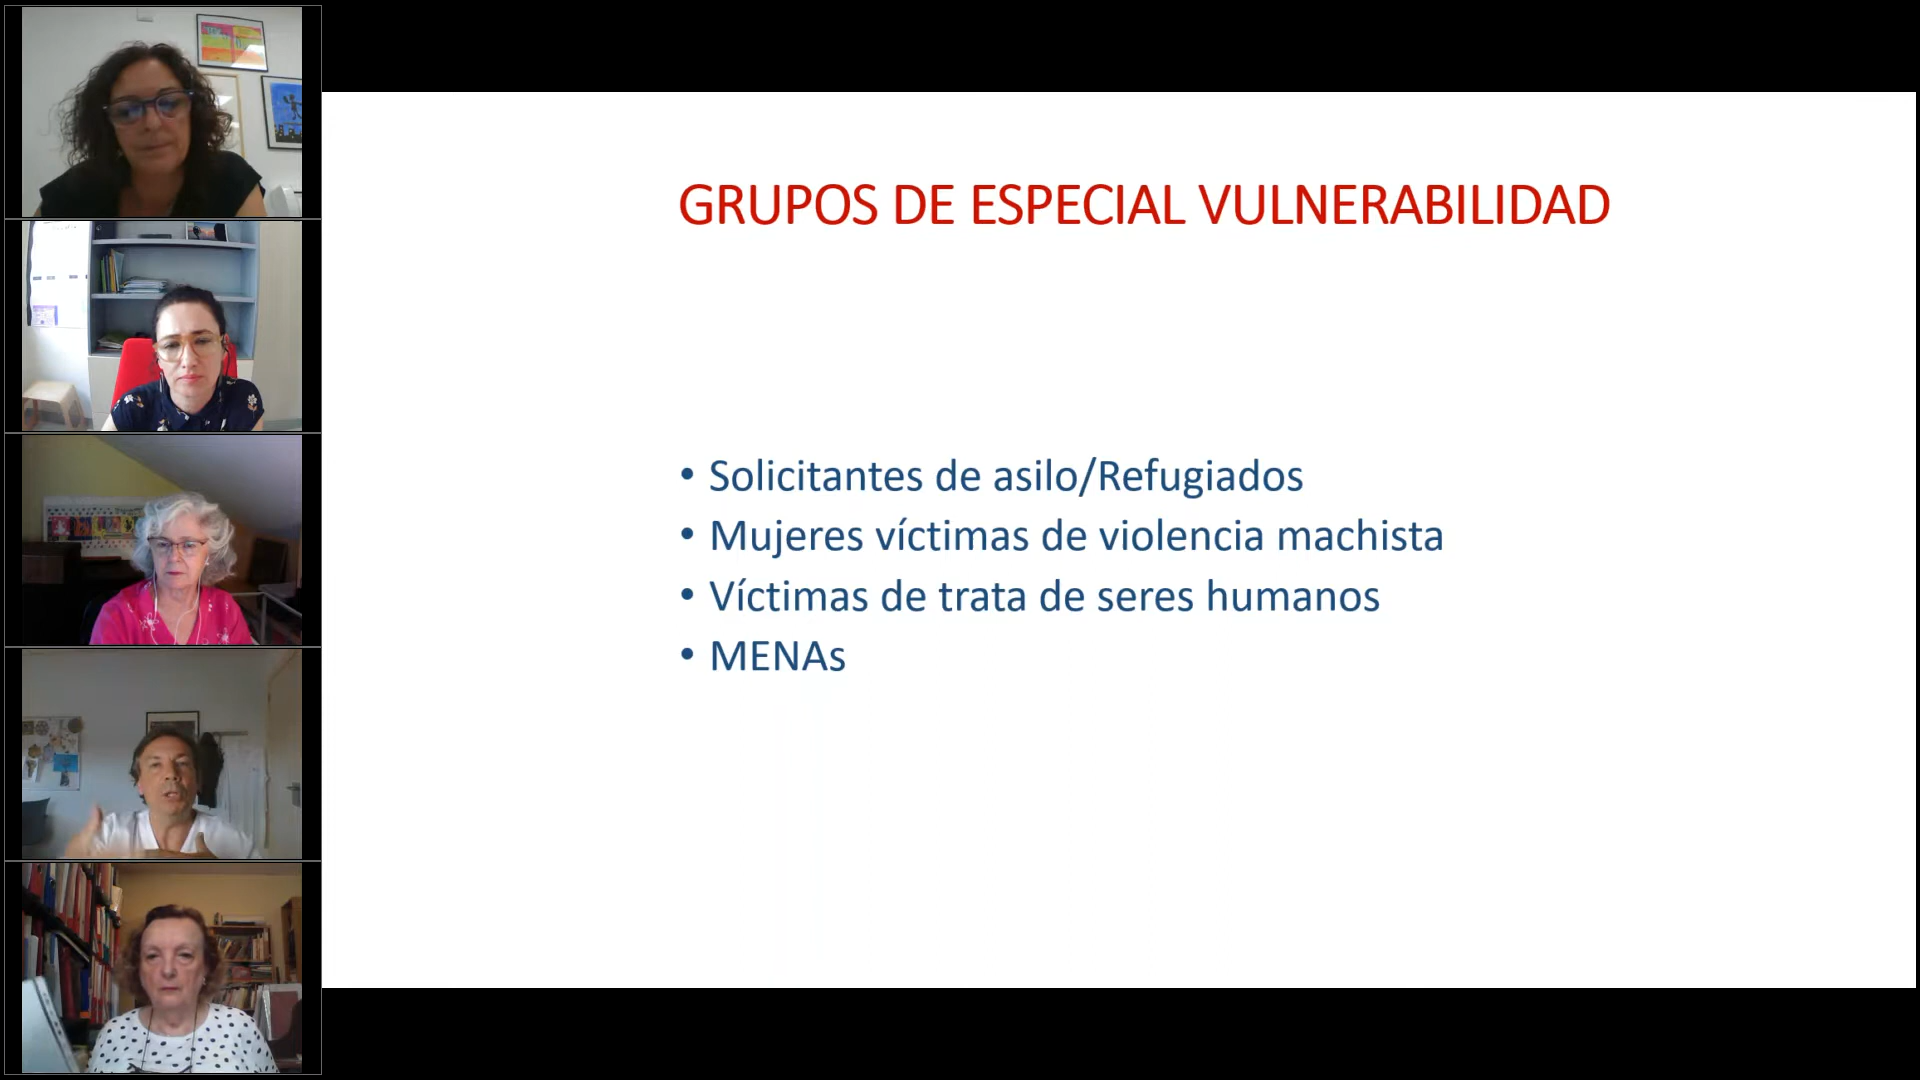 GRUPOS DE ESPECIAL VULNERABILIDAD
• Solicitantes de asilo/Refugiados
• Mujeres víctimas de violencia machista
• Víctimas de trata de seres humanos
• MENAs